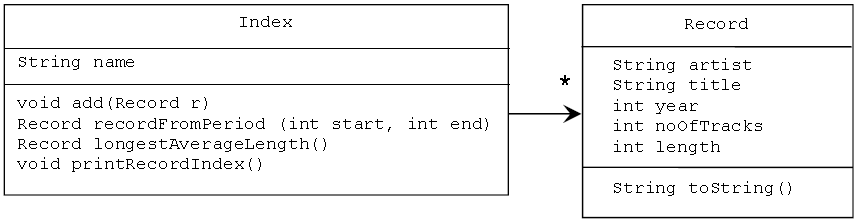 Index
String name
void add(Record r)
Record recordFromPeriod (int start, int end)
Record longestAverageLength()
void printRecordIndex()
*
Record
String artist
String title
int year
int noOfTracks
int length
String toString()